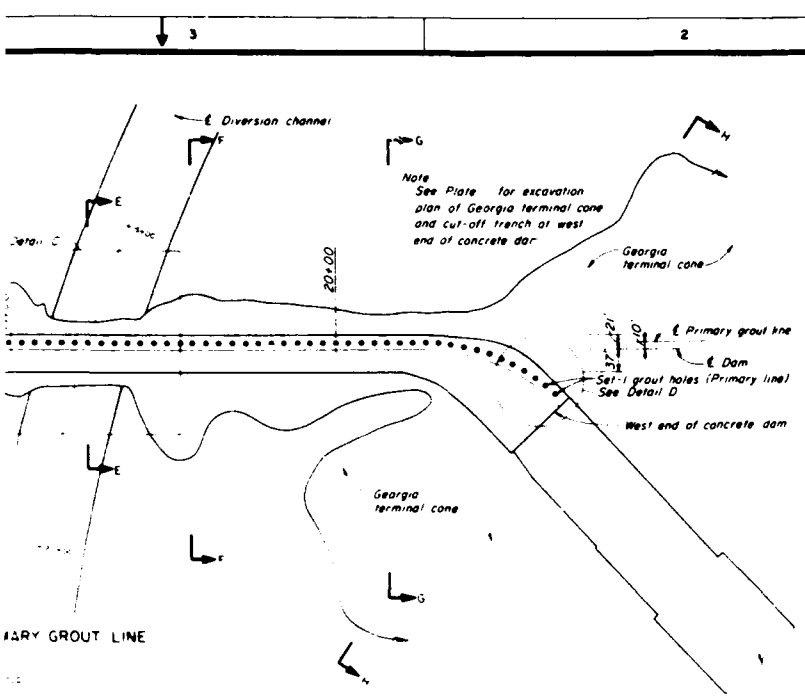 3
2
℄ Diversion channel
F
G
H
E
Note
See Plate for excavation
plan of Georgia terminal cone
and cut-off trench at west
end of concrete dar
Detail C
Georgia
terminal cone
20+00
21'
10'
37'
℄ Primary grout line
℄ Dam
Set-1 grout holes (Primary line)
See Detail D
West end of concrete dam
E
Georgia
terminal cone
F
G
H
MARY GROUT LINE